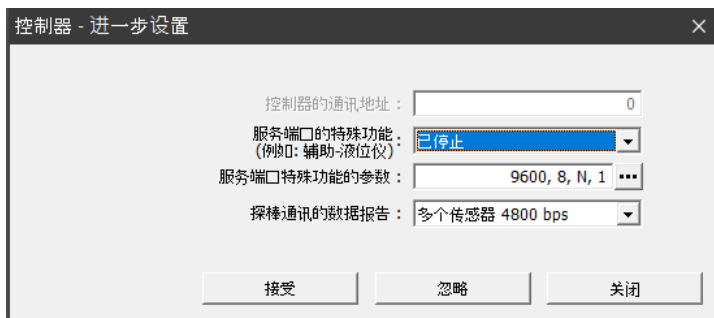 控制器 - 进一步设置
控制器的通讯地址： 0
服务端口的特殊功能： 已停止
(例如: 辅助-液位仪)
服务端口特殊功能的参数： 9600, 8, N, 1 ...
探棒通讯的数据报告： 多个传感器 4800 bps
接受 忽略 关闭